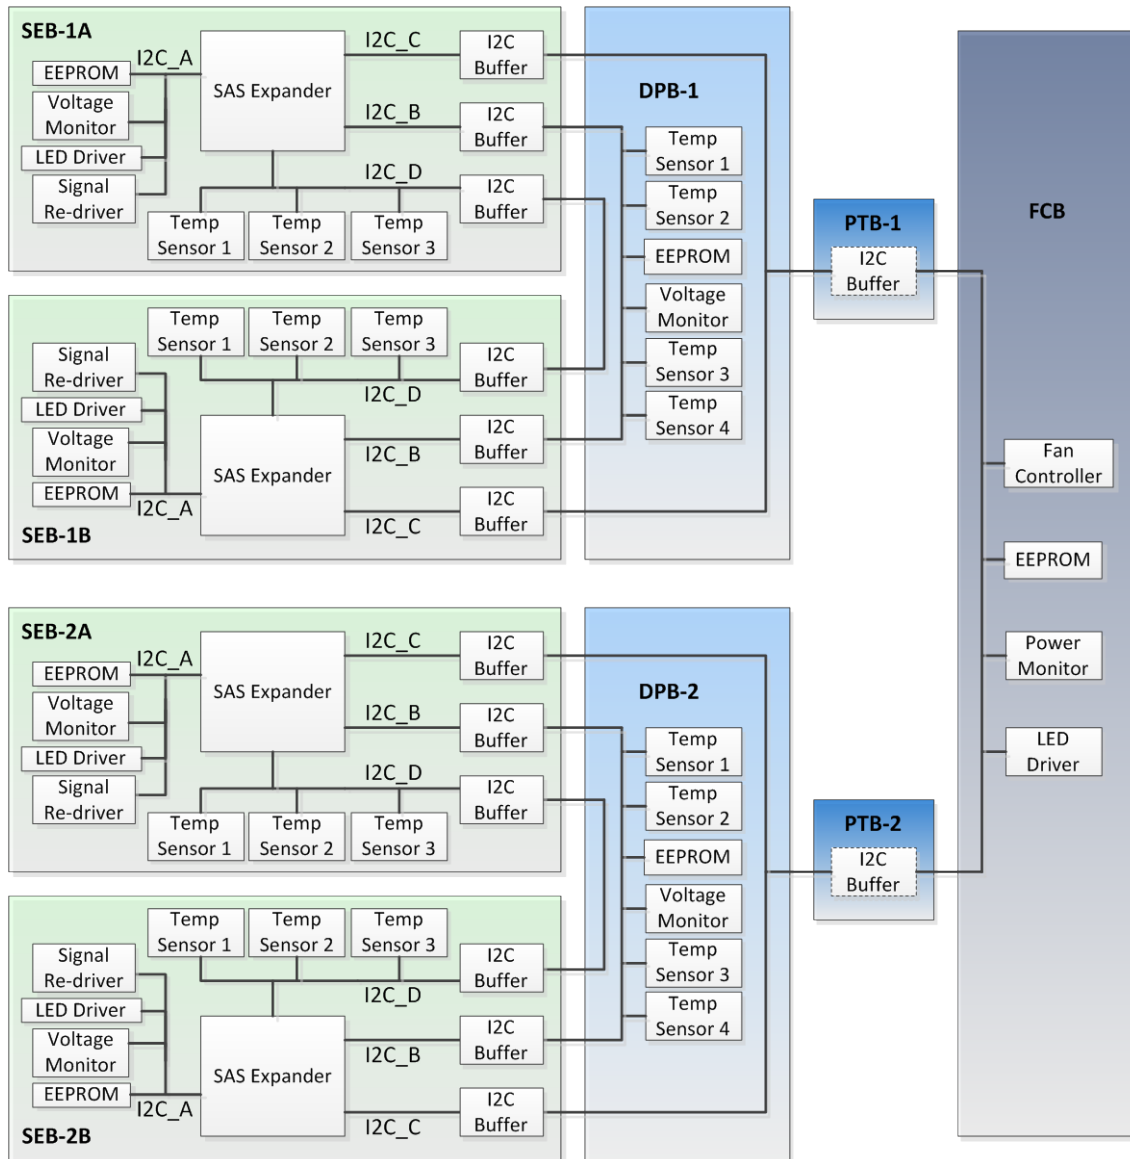 SEB-1A
I2C_A
EEPROM
Voltage
Monitor
LED Driver
Signal
Re-driver
SAS Expander
I2C_C
I2C
Buffer
I2C_B
I2C
Buffer
I2C_D
I2C
Buffer
Temp
Sensor 1
Temp
Sensor 2
Temp
Sensor 3
SEB-1B
Temp
Sensor 1
Temp
Sensor 2
Temp
Sensor 3
Signal
Re-driver
LED Driver
Voltage
Monitor
EEPROM
I2C_A
SAS Expander
I2C
Buffer
I2C_D
I2C
Buffer
I2C_B
I2C
Buffer
I2C_C
DPB-1
Temp
Sensor 1
Temp
Sensor 2
EEPROM
Voltage
Monitor
Temp
Sensor 3
Temp
Sensor 4
PTB-1
I2C
Buffer
FCB
Fan
Controller
EEPROM
Power
Monitor
LED
Driver
SEB-2A
I2C_A
EEPROM
Voltage
Monitor
LED Driver
Signal
Re-driver
SAS Expander
I2C_C
I2C
Buffer
I2C_B
I2C
Buffer
I2C_D
I2C
Buffer
Temp
Sensor 1
Temp
Sensor 2
Temp
Sensor 3
Temp
Sensor 1
Temp
Sensor 2
Temp
Sensor 3
Signal
Re-driver
LED Driver
Voltage
Monitor
EEPROM
I2C_A
SEB-2B
SAS Expander
I2C
Buffer
I2C_D
I2C
Buffer
I2C_B
I2C
Buffer
I2C_C
DPB-2
Temp
Sensor 1
Temp
Sensor 2
EEPROM
Voltage
Monitor
Temp
Sensor 3
Temp
Sensor 4
PTB-2
I2C
Buffer